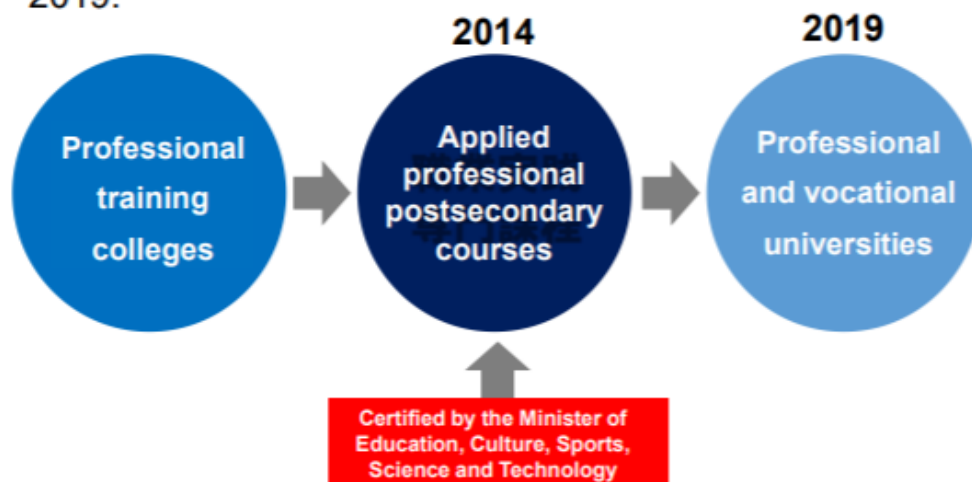 2019.
2014
2019
Professional
training
colleges
Applied
professional
postsecondary
courses
Professional
and vocational
universities
Certified by the Minister of
Education, Culture, Sports,
Science and Technology